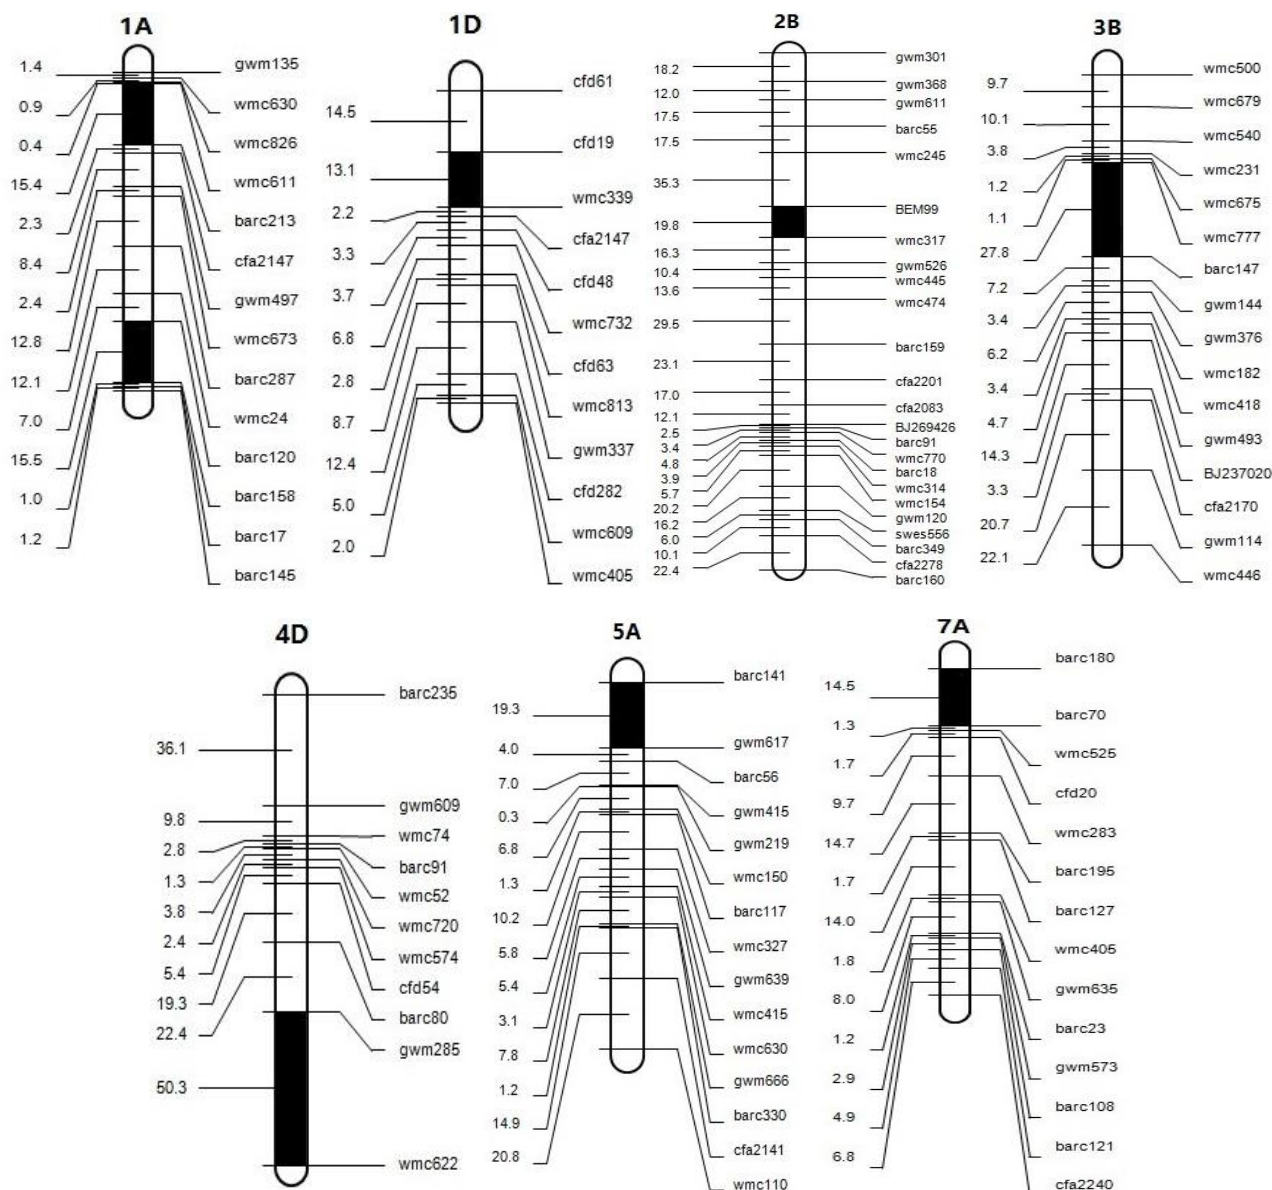 1A
1.4
0.9
0.4
15.4
2.3
8.4
2.4
12.8
12.1
7.0
15.5
1.0
1.2
gwm135
wmc630
wmc826
wmc611
barc213
cfa2147
gwm497
wmc673
barc287
wmc24
barc120
barc158
barc17
barc145
1D
14.5
13.1
2.2
3.3
3.7
6.8
2.8
8.7
12.4
5.0
2.0
cfd61
cfd19
wmc339
cfa2147
cfd48
wmc732
cfd63
wmc813
gwm337
cfd282
wmc609
wmc405
2B
18.2
12.0
17.5
17.5
36.3
19.8
16.3
10.4
13.6
29.5
23.1
17.0
12.1
2.5
3.4
4.8
3.9
5.7
20.2
16.2
6.0
10.1
22.4
gwm301
gwm368
gwm611
barc55
wmc245
BEM99
wmc317
gwm526
wmc445
wmc474
barc159
cfa2201
cfa2083
BJ269426
barc91
wmc770
barc18
wmc314
wmc154
gwm120
swes556
barc349
cfa2278
barc160
3B
9.7
10.1
3.8
1.2
1.1
27.8
7.2
3.4
6.2
3.4
4.7
14.3
3.3
20.7
22.1
wmc500
wmc679
wmc540
wmc231
wmc675
wmc777
barc147
gwm144
gwm376
wmc182
wmc418
gwm493
BJ237020
cfa2170
gwm114
wmc446
4D
36.1
9.8
2.8
1.3
3.8
2.4
5.4
19.3
22.4
50.3
barc235
gwm609
wmc74
barc91
wmc52
wmc720
wmc574
cfd54
barc80
gwm285
wmc622
5A
19.3
4.0
7.0
0.3
6.8
1.3
10.2
5.8
5.4
3.1
7.8
1.2
14.9
20.8
barc141
gwm617
barc56
gwm415
gwm219
wmc150
barc117
wmc327
gwm639
wmc415
wmc630
gwm666
barc330
cfa2141
wmc110
7A
14.5
1.3
1.7
9.7
14.7
1.7
14.0
1.8
8.0
1.2
2.9
4.9
6.8
barc180
barc70
wmc525
cfd20
wmc283
barc195
barc127
wmc405
gwm635
barc23
gwm573
barc108
barc121
cfa2240